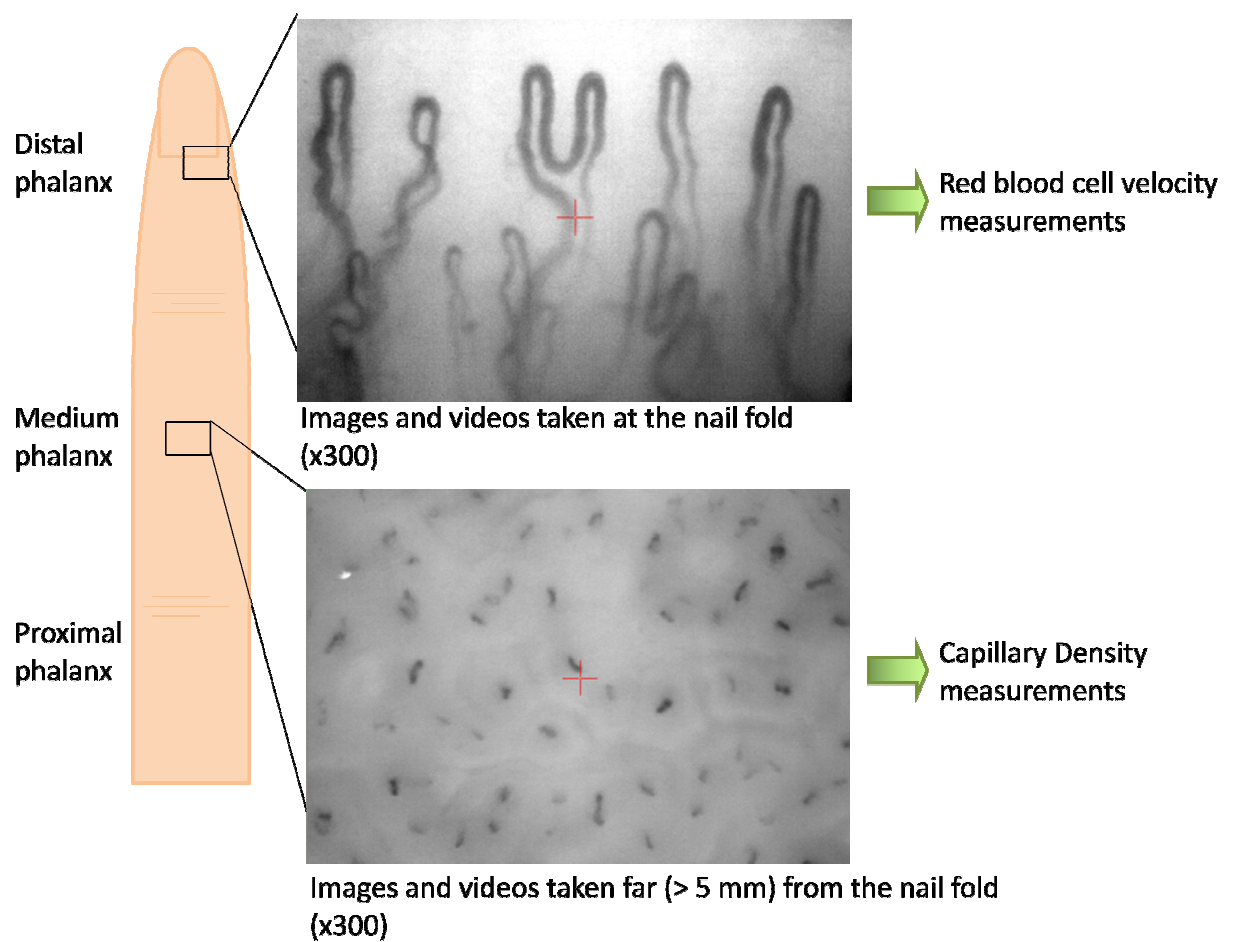 Distal
phalanx
Red blood cell velocity
measurements
Images and videos taken at the nail fold
(x300)
Medium
phalanx
Proximal
phalanx
Capillary Density
measurements
Images and videos taken far (> 5 mm) from the nail fold
(x300)